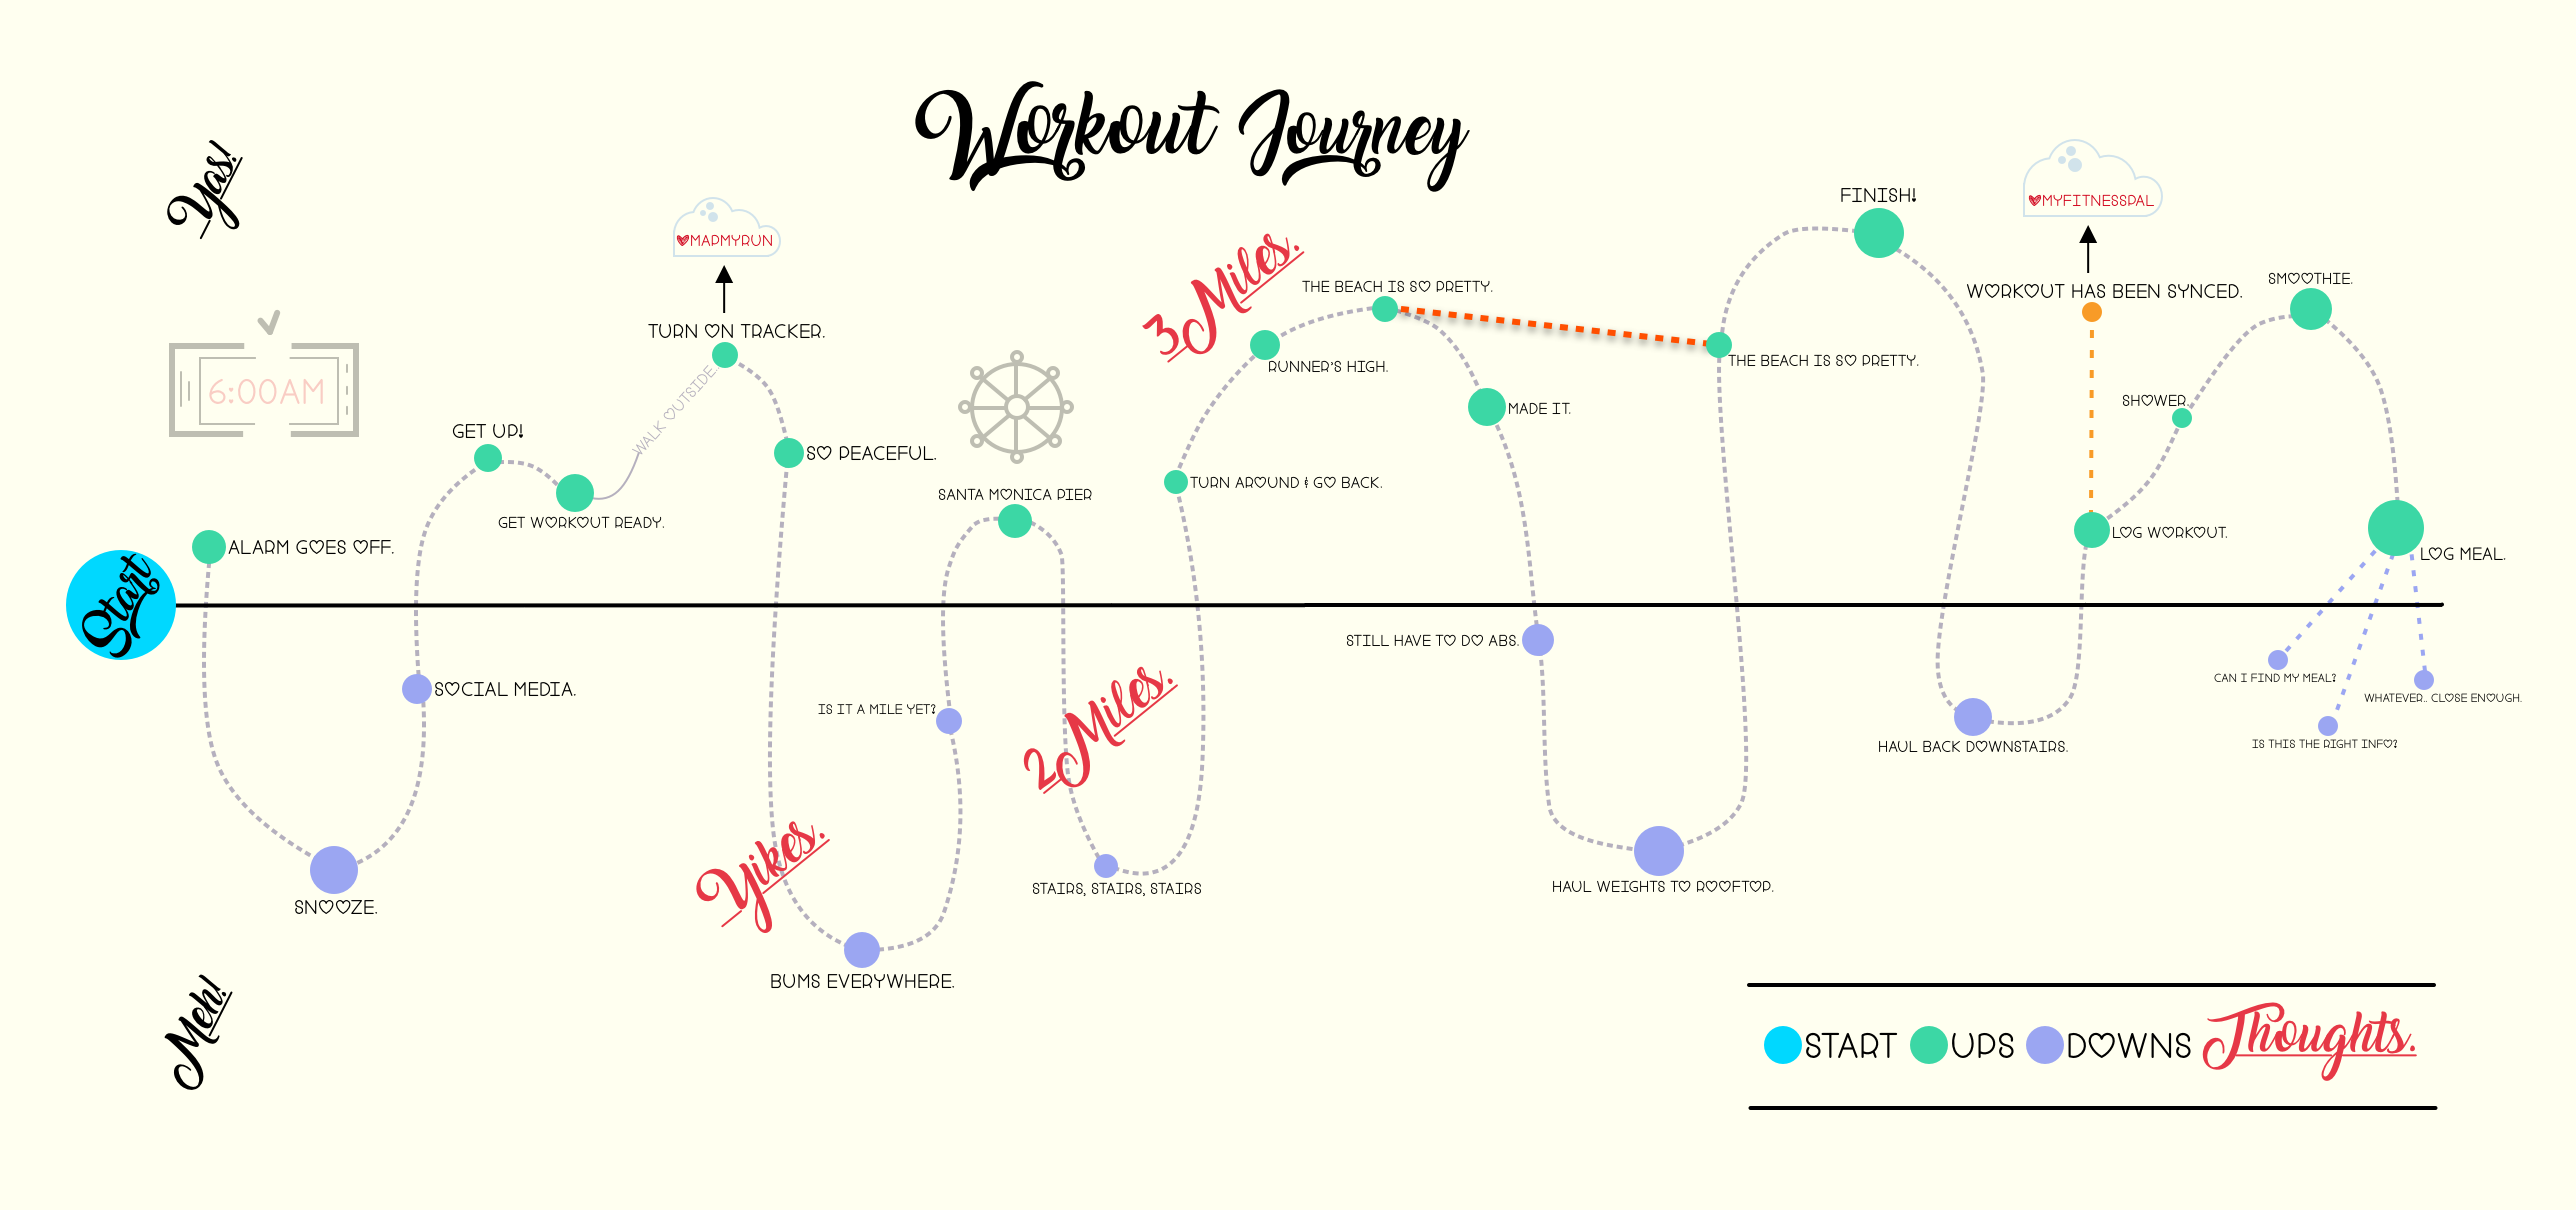 Workout Journey
Yas!
♥MAPMYRUN
♥MYFITNESSPAL
FINISH!
3 Miles.
THE BEACH IS SO PRETTY.
WORKOUT HAS BEEN SYNCED.
SMOOTHIE.
TURN ON TRACKER.
6:00AM
WALK OUTSIDE.
RUNNER'S HIGH.
THE BEACH IS SO PRETTY.
GET UP!
SO PEACEFUL.
MADE IT.
SHOWER.
SANTA MONICA PIER
TURN AROUND & GO BACK.
GET WORKOUT READY.
LOG WORKOUT.
ALARM GOES OFF.
LOG MEAL.
Start
STILL HAVE TO DO ABS.
SOCIAL MEDIA.
CAN I FIND MY MEAL?
WHATEVER.. CLOSE ENOUGH.
IS IT A MILE YET?
2 Miles.
HAUL BACK DOWNSTAIRS.
IS THIS THE RIGHT INFO?
Yikes.
SNOOZE.
STAIRS, STAIRS, STAIRS
HAUL WEIGHTS TO ROOFTOP.
BUMS EVERYWHERE.
Meh!
START UPS DOWNS Thoughts.